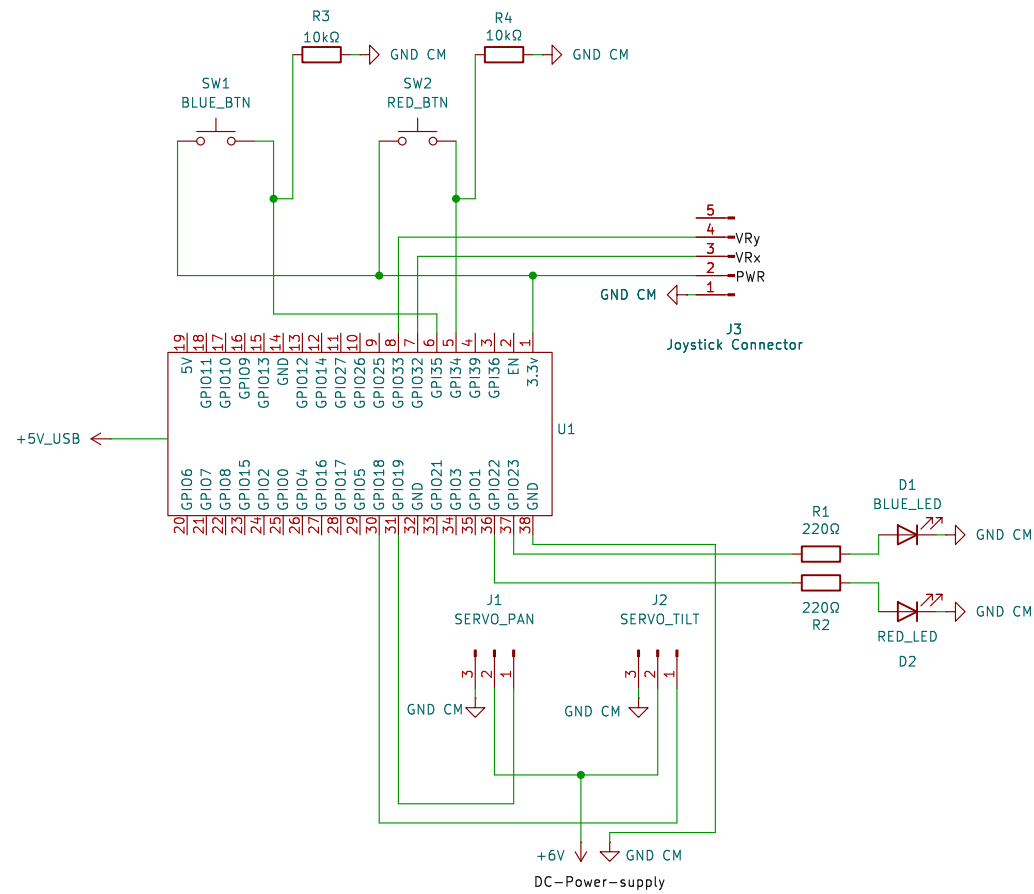 R3
10kΩ
GND CM
R4
10kΩ
GND CM
SW1
BLUE_BTN
SW2
RED_BTN
5
4
VRy
3
VRx
2
PWR
GND CM
1
J3
Joystick Connector
19
18
17
16
15
14
13
12
11
10
9
8
7
6
5
4
3
2
1
5V
GPIO11
GPIO10
GPIO9
GPIO13
GND
GPIO12
GPIO14
GPIO27
GPIO26
GPIO25
GPIO33
GPIO32
GPI35
GPI34
GPI39
GPI36
EN
3.3v
U1
+5V_USB
GPIO6
GPIO7
GPIO8
GPIO15
GPIO2
GPIO0
GPIO4
GPIO16
GPIO17
GPIO5
GPIO18
GPIO19
GND
GPIO21
GPIO3
GPIO1
GPIO22
GPIO23
GND
20
21
22
23
24
25
26
27
28
29
30
31
32
33
34
35
36
37
38
D1
BLUE_LED
R1
220Ω
GND CM
220Ω
R2
GND CM
RED_LED
D2
J1
SERVO_PAN
J2
SERVO_TILT
3
2
1
3
2
1
GND CM
GND CM
+6V
GND CM
DC-Power-supply